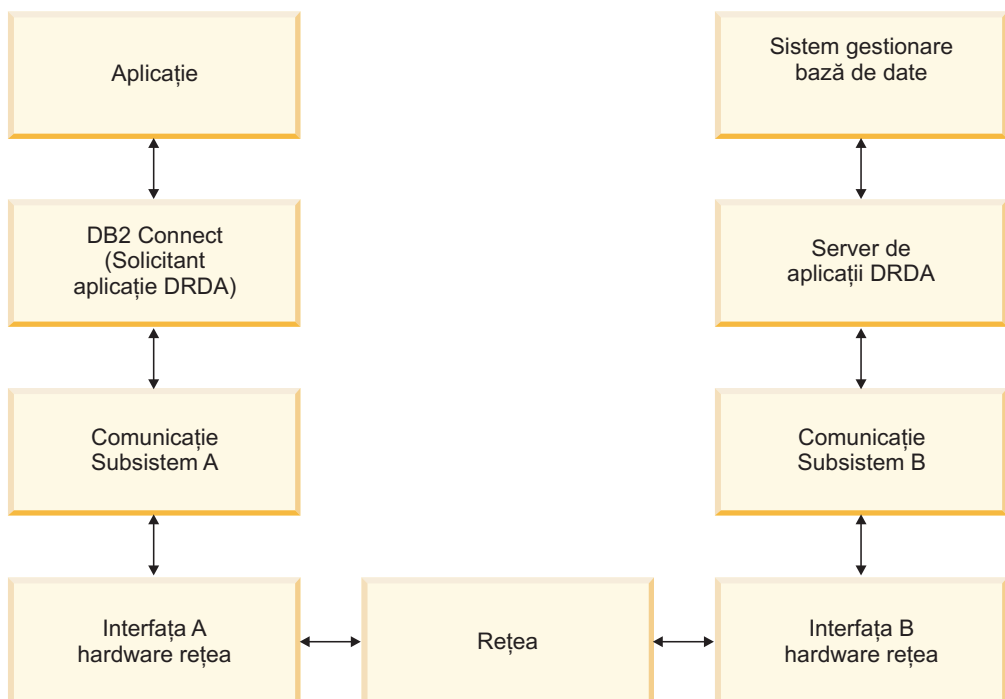 Aplicație
Sistem gestionare
bază de date
DB2 Connect
(Solicitant
aplicație DRDA)
Server de
aplicații DRDA
Comunicație
Subsistem A
Comunicație
Subsistem B
Interfața A
hardware rețea
Rețea
Interfața B
hardware rețea